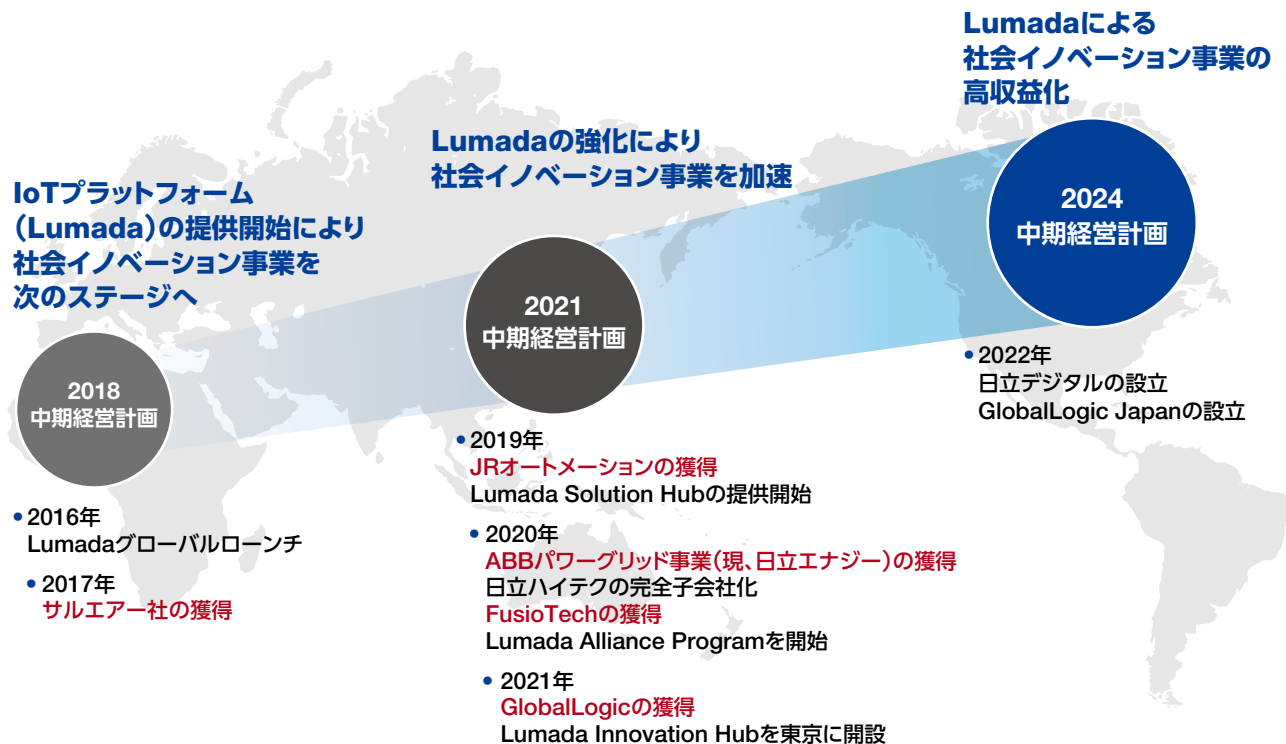 IoTプラットフォーム
（Lumada）の提供開始により
社会イノベーション事業を
次のステージへ
2018
中期経営計画
• 2016年
Lumadaグローバルローンチ
• 2017年
サルエアー社の獲得
Lumadaの強化により
社会イノベーション事業を加速
2021
中期経営計画
• 2019年
JRオートメーションの獲得
Lumada Solution Hubの提供開始
• 2020年
ABBパワーグリッド事業（現、日立エナジー）の獲得
日立ハイテクの完全子会社化
FusioTechの獲得
Lumada Alliance Programを開始
• 2021年
GlobalLogicの獲得
Lumada Innovation Hubを東京に開設
Lumadaによる
社会イノベーション事業の
高収益化
2024
中期経営計画
• 2022年
日立デジタルの設立
GlobalLogic Japanの設立